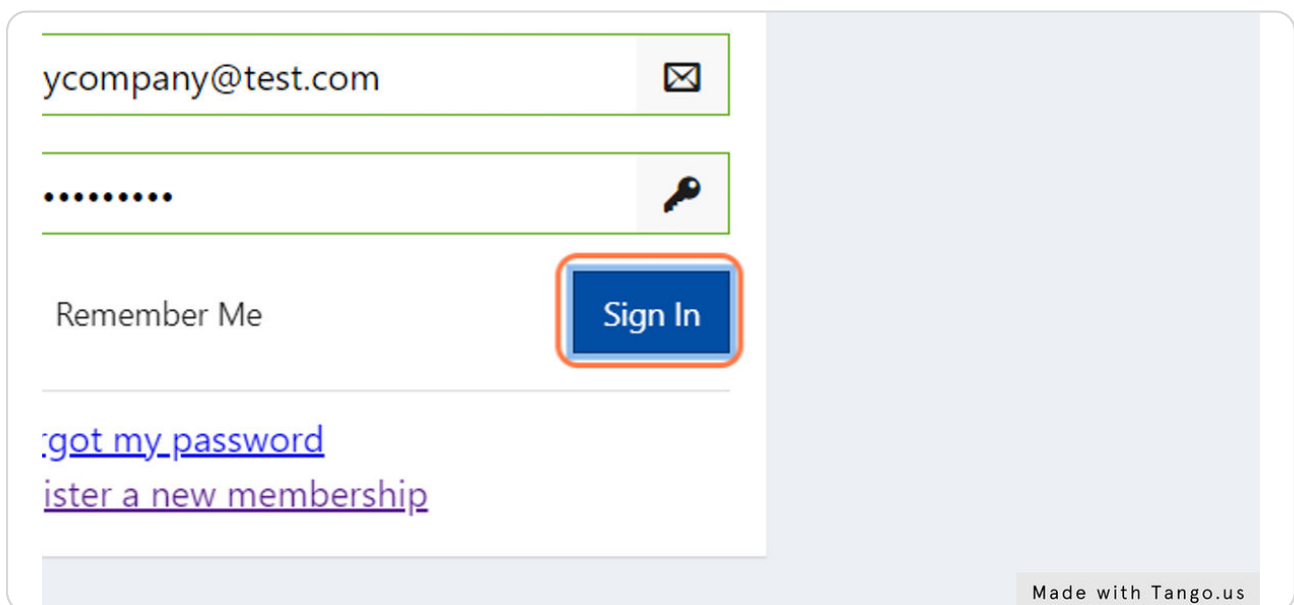 ycompany@test.com
•••••••••
Remember Me
Sign In
rgot my password
ister a new membership
Made with Tango.us